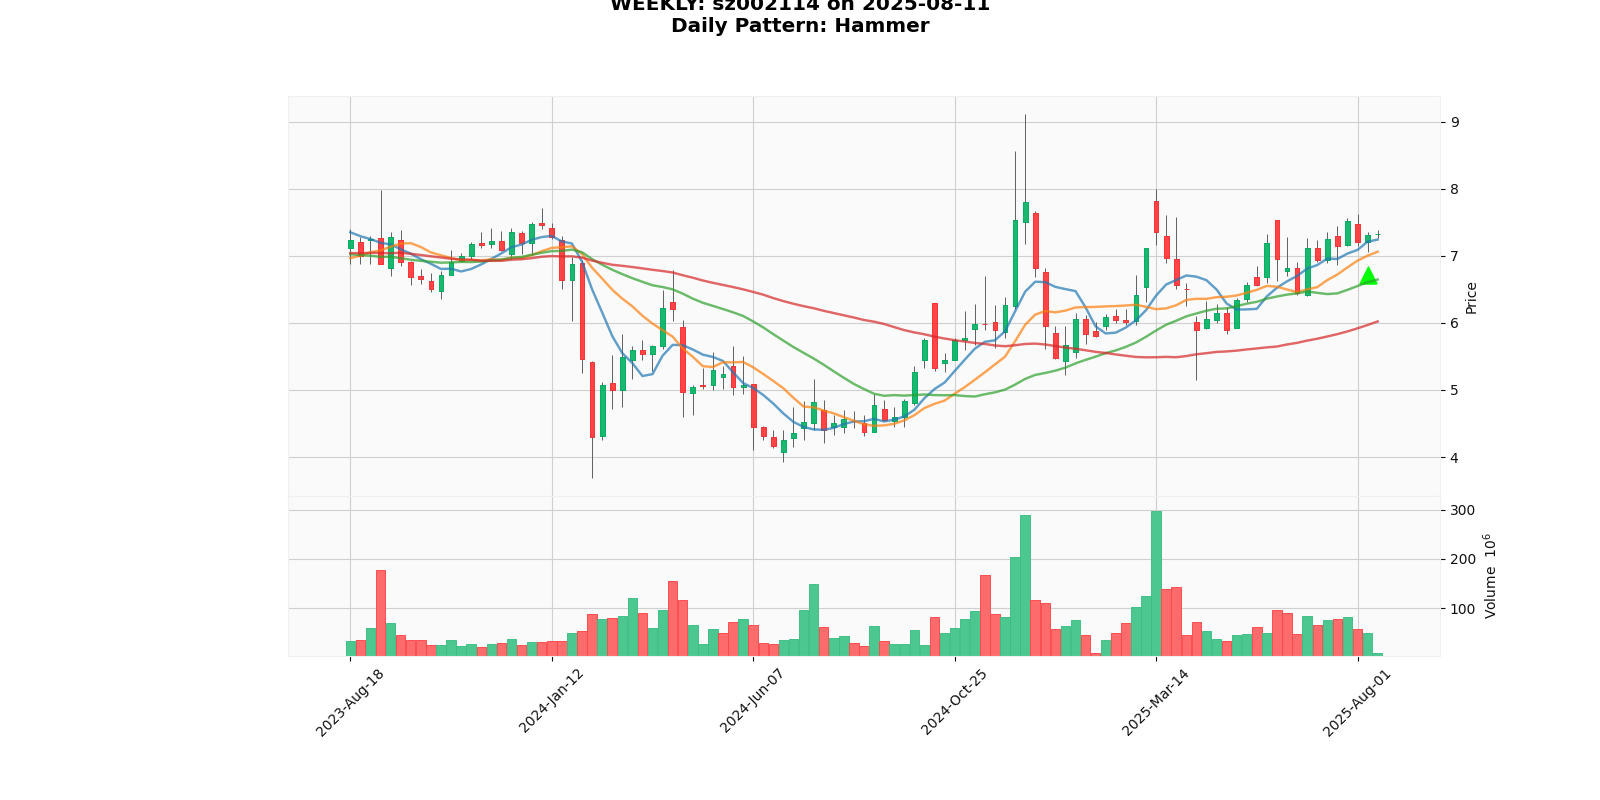 WEEKLY: sz002114 on 2025-08-11
Daily Pattern: Hammer
9
8
7
6
5
4
Price
300
200
100
Volume 10^6
2023-Aug-18
2024-Jan-12
2024-Jun-07
2024-Oct-25
2025-Mar-14
2025-Aug-01